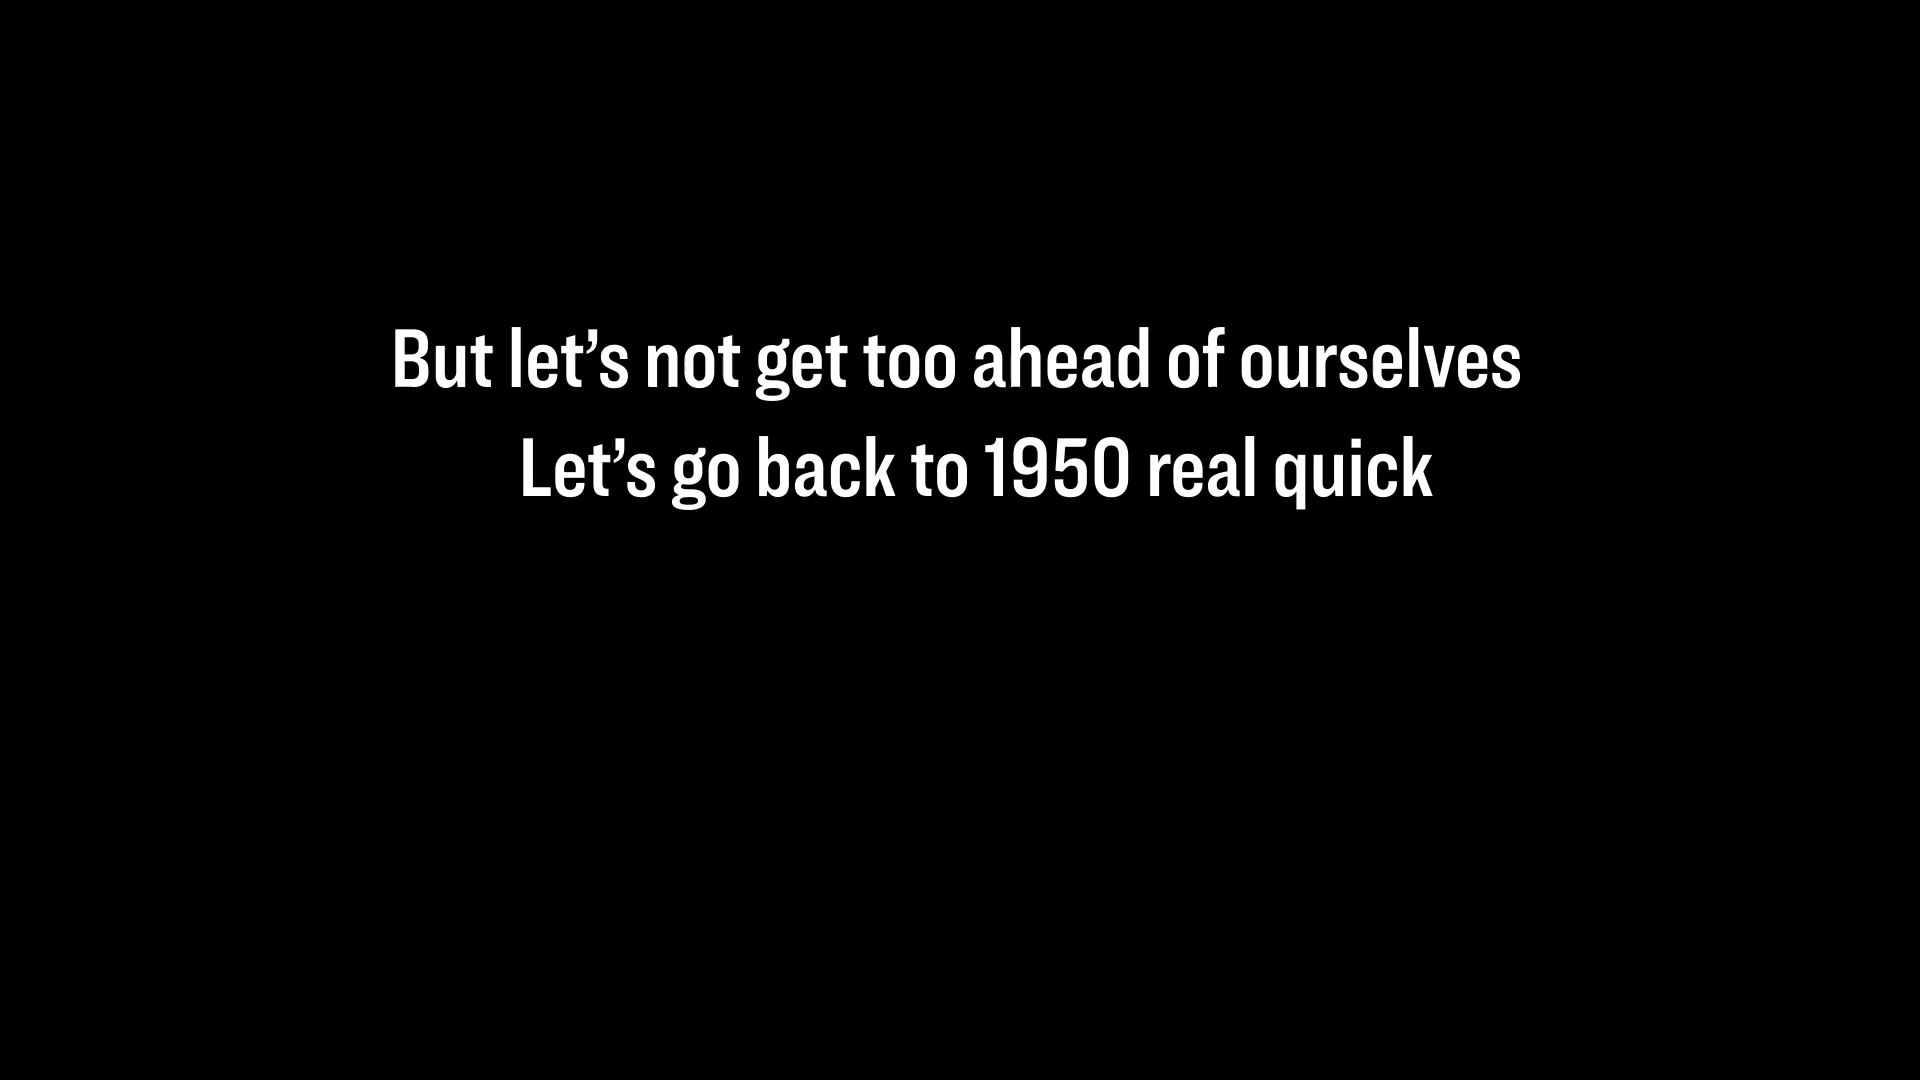 But let’s not get too ahead of ourselves
Let’s go back to 1950 real quick